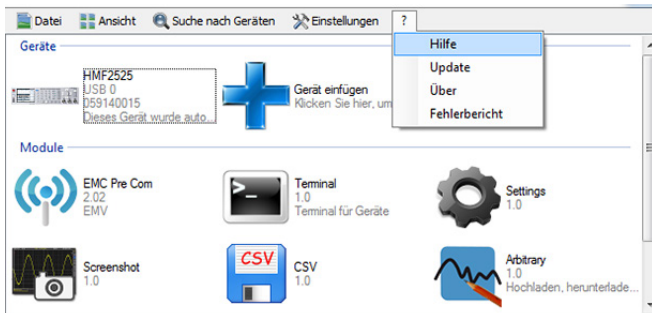 Datei Ansicht Suche nach Geräten Einstellungen ?
Hilfe
Update
Über
Fehlerbericht
Geräte
HMF2525
USB 0
059140015
Dieses Gerät wurde auto...
Gerät einfügen
Klicken Sie hier, um
Module
EMC Pre Com
2.02
EMV
Terminal
1.0
Terminal für Geräte
Settings
1.0
Screenshot
1.0
CSV
CSV
1.0
Arbitrary
1.0
Hochladen, herunterlade...